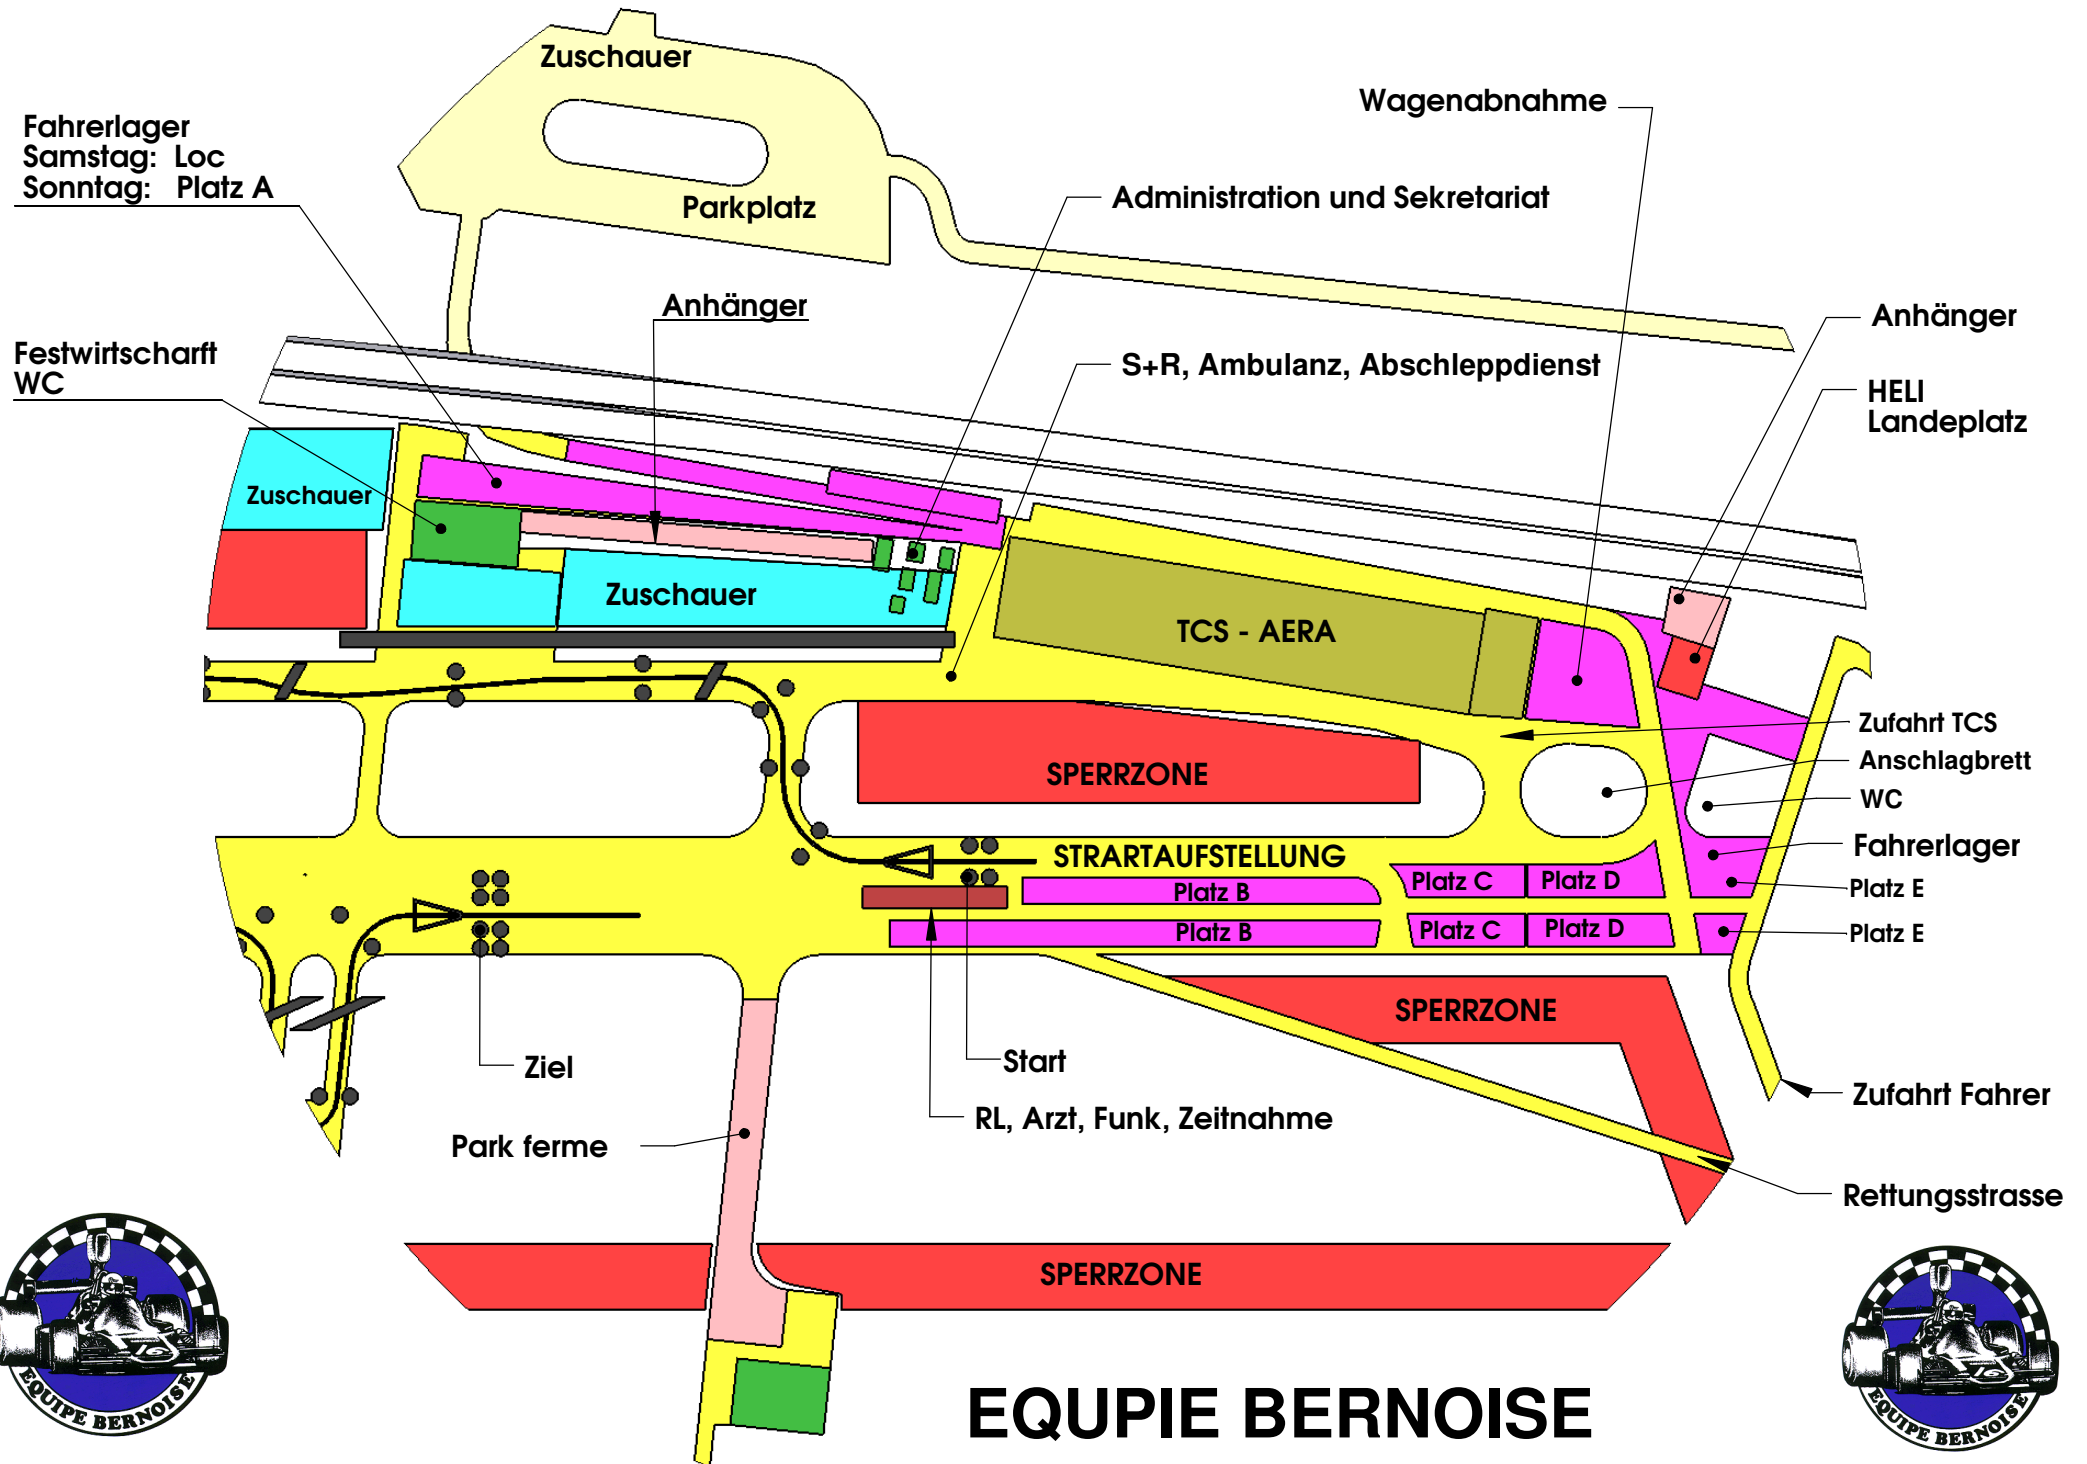 Zuschauer
Wagenabnahme
Fahrerlager
Samstag: Loc
Sonntag: Platz A
Administration und Sekretariat
Parkplatz
Anhänger
Anhänger
Festwirtscharft
WC
S+R, Ambulanz, Abschleppdienst
HELI
Landeplatz
Zuschauer
Zuschauer
TCS - AERA
Zufahrt TCS
SPERRZONE
Anschlagbrett
WC
STRARTAUFSTELLUNG
Fahrerlager
Platz B
Platz C
Platz D
Platz E
Platz B
Platz C
Platz D
Platz E
SPERRZONE
Ziel
Start
Zufahrt Fahrer
RL, Arzt, Funk, Zeitnahme
Park ferme
Rettungsstrasse
SPERRZONE
EQUIPE BERNOISE
EQUPIE BERNOISE
EQUIPE BERNOISE